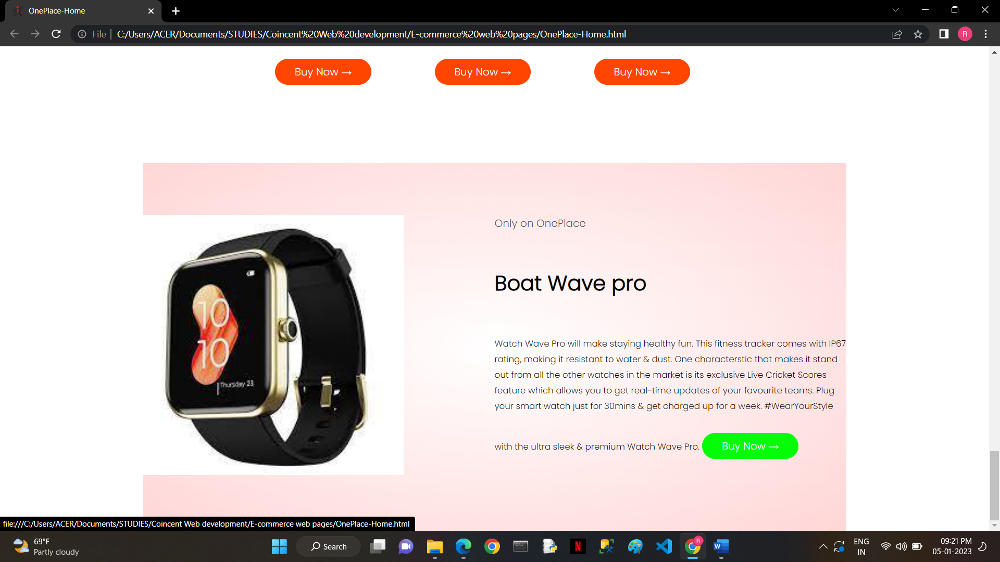 OnePlace-Home
File
C:/Users/ACER/Documents/STUDIES/Coincent%20Web%20development/E-commerce%20web%20pages/OnePlace-Home.html
R
Buy Now → Buy Now → Buy Now →
Only on OnePlace
Boat Wave pro
10
10
Thursday 23
Watch Wave Pro will make staying healthy fun. This fitness tracker comes with IP67
rating, making it resistant to water & dust. One characterstic that makes it stand
out from all the other watches in the market is its exclusive Live Cricket Scores
feature which allows you to get real-time updates of your favourite teams. Plug
your smart watch just for 30mins & get charged up for a week. #WearYourStyle
with the ultra sleek & premium Watch Wave Pro. Buy Now →
file:///C:/Users/ACER/Documents/STUDIES/Coincent Web development/E-commerce web pages/OnePlace-Home.html
69°F
Partly cloudy
Search
N
R
W
ENG
IN
09:21 PM
05-01-2023